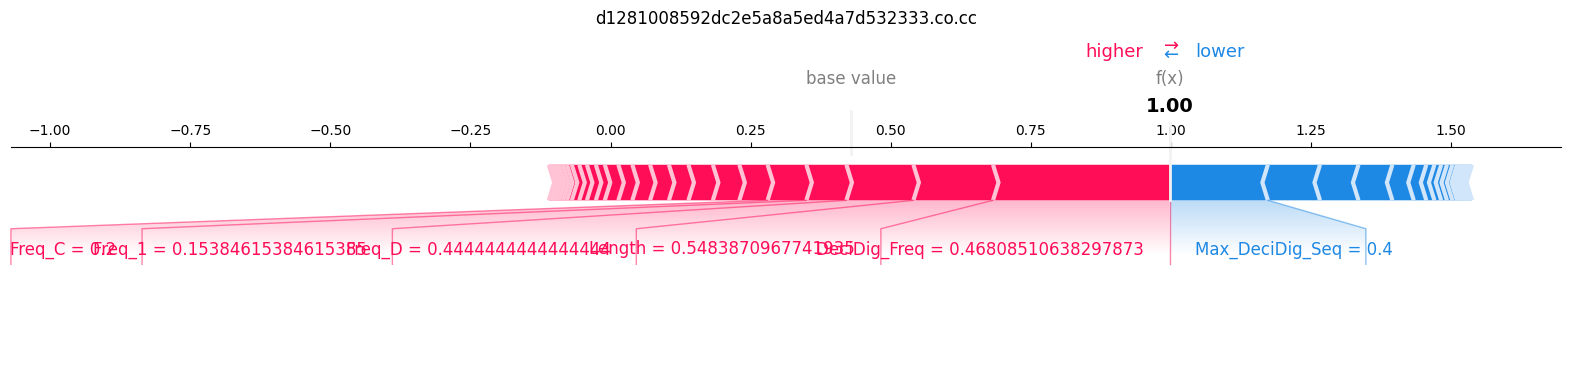 d1281008592dc2e5a8a5ed4a7d532333.co.cc
higher ⇄ lower
base value f(x)
1.00
−1.00 −0.75 −0.50 −0.25 0.00 0.25 0.50 0.75 1.00 1.25 1.50
Freq_C = 0.2 Freq_1 = 0.15384615384615385 Freq_D = 0.4444444444444444 Length = 0.5483870967741935 DeciDig_Freq = 0.46808510638297873 Max_DeciDig_Seq = 0.4